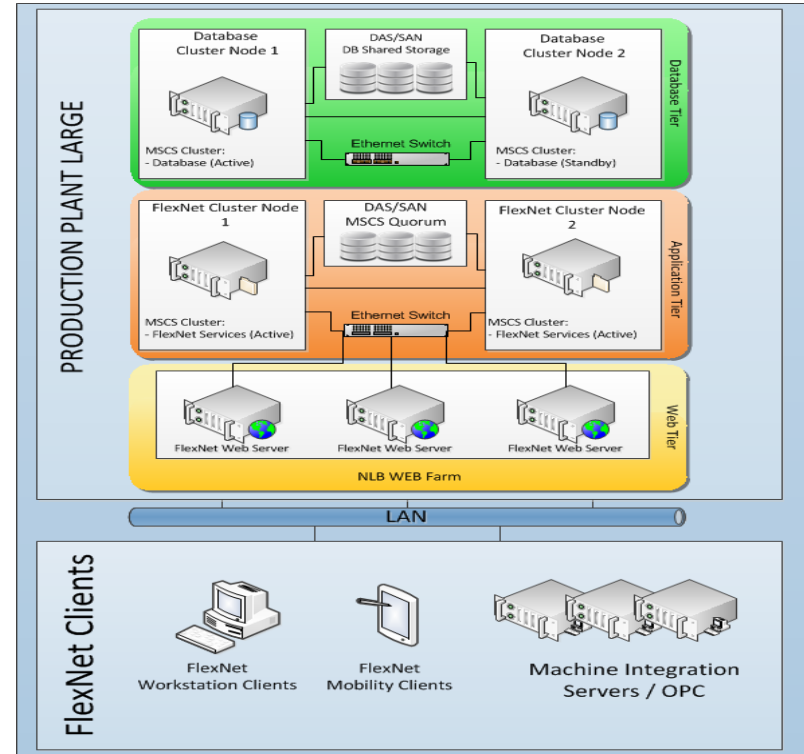 PRODUCTION PLANT LARGE
Database
Cluster Node 1
MSCS Cluster:
- Database (Active)
DAS/SAN
DB Shared Storage
Ethernet Switch
Database
Cluster Node 2
MSCS Cluster:
- Database (Standby)
Database Tier
FlexNet Cluster Node
1
MSCS Cluster:
- FlexNet Services (Active)
DAS/SAN
MSCS Quorum
Ethernet Switch
FlexNet Cluster Node
2
MSCS Cluster:
- FlexNet Services (Active)
Application Tier
FlexNet Web Server
FlexNet Web Server
FlexNet Web Server
NLB WEB Farm
Web Tier
LAN
FlexNet Clients
FlexNet
Workstation Clients
FlexNet
Mobility Clients
Machine Integration
Servers / OPC